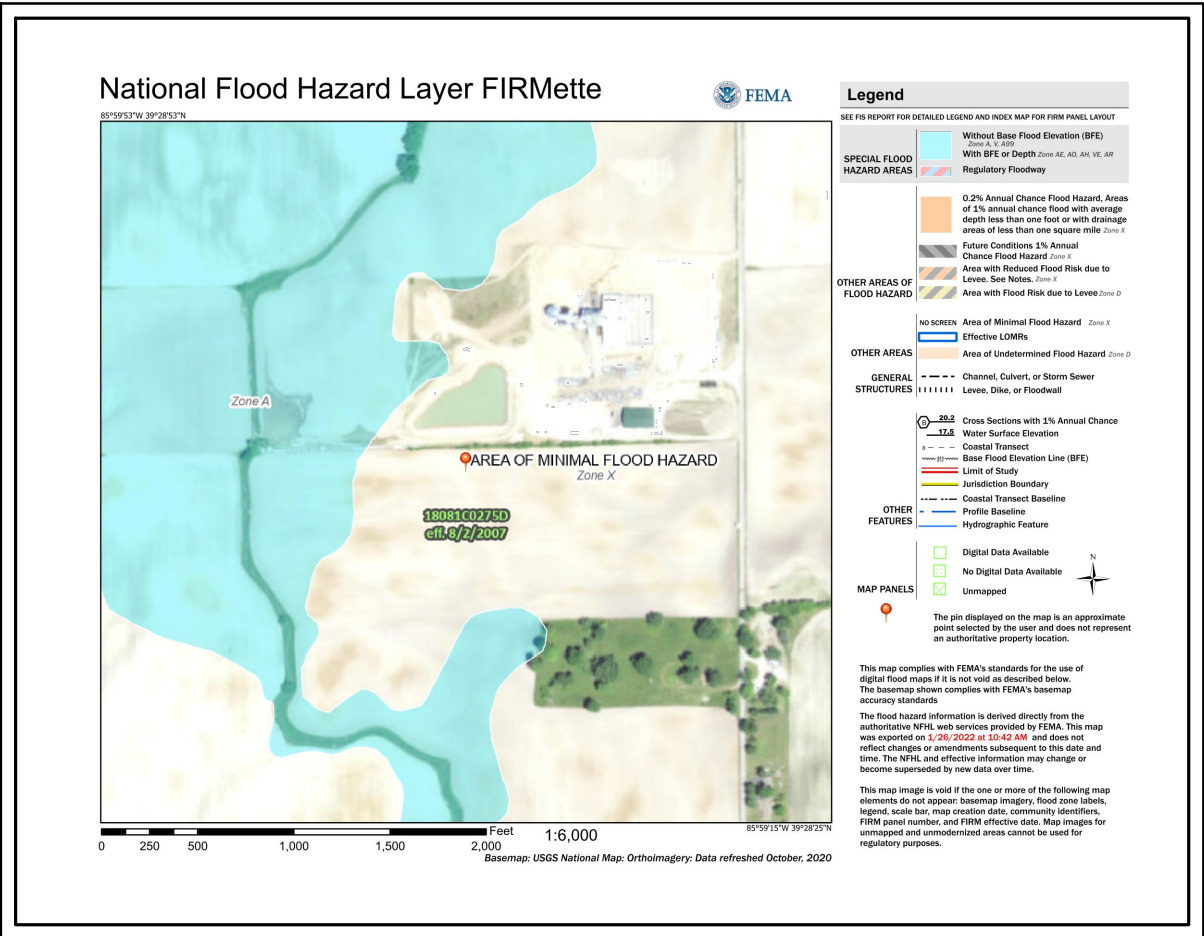 National Flood Hazard Layer FIRMette
FEMA
85°59'53"W 39°28'53"N
Zone A
AREA OF MINIMAL FLOOD HAZARD
Zone X
18081C0275D
eff. 8/2/2007
Feet
0 250 500 1,000 1,500 2,000
1:6,000
85°59'15"W 39°28'25"N
Basemap: USGS National Map: Orthoimagery: Data refreshed October, 2020
Legend
SEE FIS REPORT FOR DETAILED LEGEND AND INDEX MAP FOR FIRM PANEL LAYOUT
SPECIAL FLOOD
HAZARD AREAS
Without Base Flood Elevation (BFE)
Zone A, V, A99
With BFE or Depth Zone AE, AO, AH, VE, AR
Regulatory Floodway
OTHER AREAS OF
FLOOD HAZARD
0.2% Annual Chance Flood Hazard, Areas
of 1% annual chance flood with average
depth less than one foot or with drainage
areas of less than one square mile Zone X
Future Conditions 1% Annual
Chance Flood Hazard Zone X
Area with Reduced Flood Risk due to
Levee. See Notes. Zone X
Area with Flood Risk due to Levee Zone D
OTHER AREAS
NO SCREEN Area of Minimal Flood Hazard Zone X
Effective LOMRs
Area of Undetermined Flood Hazard Zone D
GENERAL
STRUCTURES
Channel, Culvert, or Storm Sewer
Levee, Dike, or Floodwall
OTHER
FEATURES
B 20.2 Cross Sections with 1% Annual Chance
17.5 Water Surface Elevation
8 Coastal Transect
513 Base Flood Elevation Line (BFE)
Limit of Study
Jurisdiction Boundary
Coastal Transect Baseline
Profile Baseline
Hydrographic Feature
MAP PANELS
Digital Data Available
No Digital Data Available
Unmapped
N
The pin displayed on the map is an approximate
point selected by the user and does not represent
an authoritative property location.
This map complies with FEMA's standards for the use of
digital flood maps if it is not void as described below.
The basemap shown complies with FEMA's basemap
accuracy standards
The flood hazard information is derived directly from the
authoritative NFHL web services provided by FEMA. This map
was exported on 1/26/2022 at 10:42 AM and does not
reflect changes or amendments subsequent to this date and
time. The NFHL and effective information may change or
become superseded by new data over time.
This map image is void if the one or more of the following map
elements do not appear: basemap imagery, flood zone labels,
legend, scale bar, map creation date, community identifiers,
FIRM panel number, and FIRM effective date. Map images for
unmapped and unmodernized areas cannot be used for
regulatory purposes.